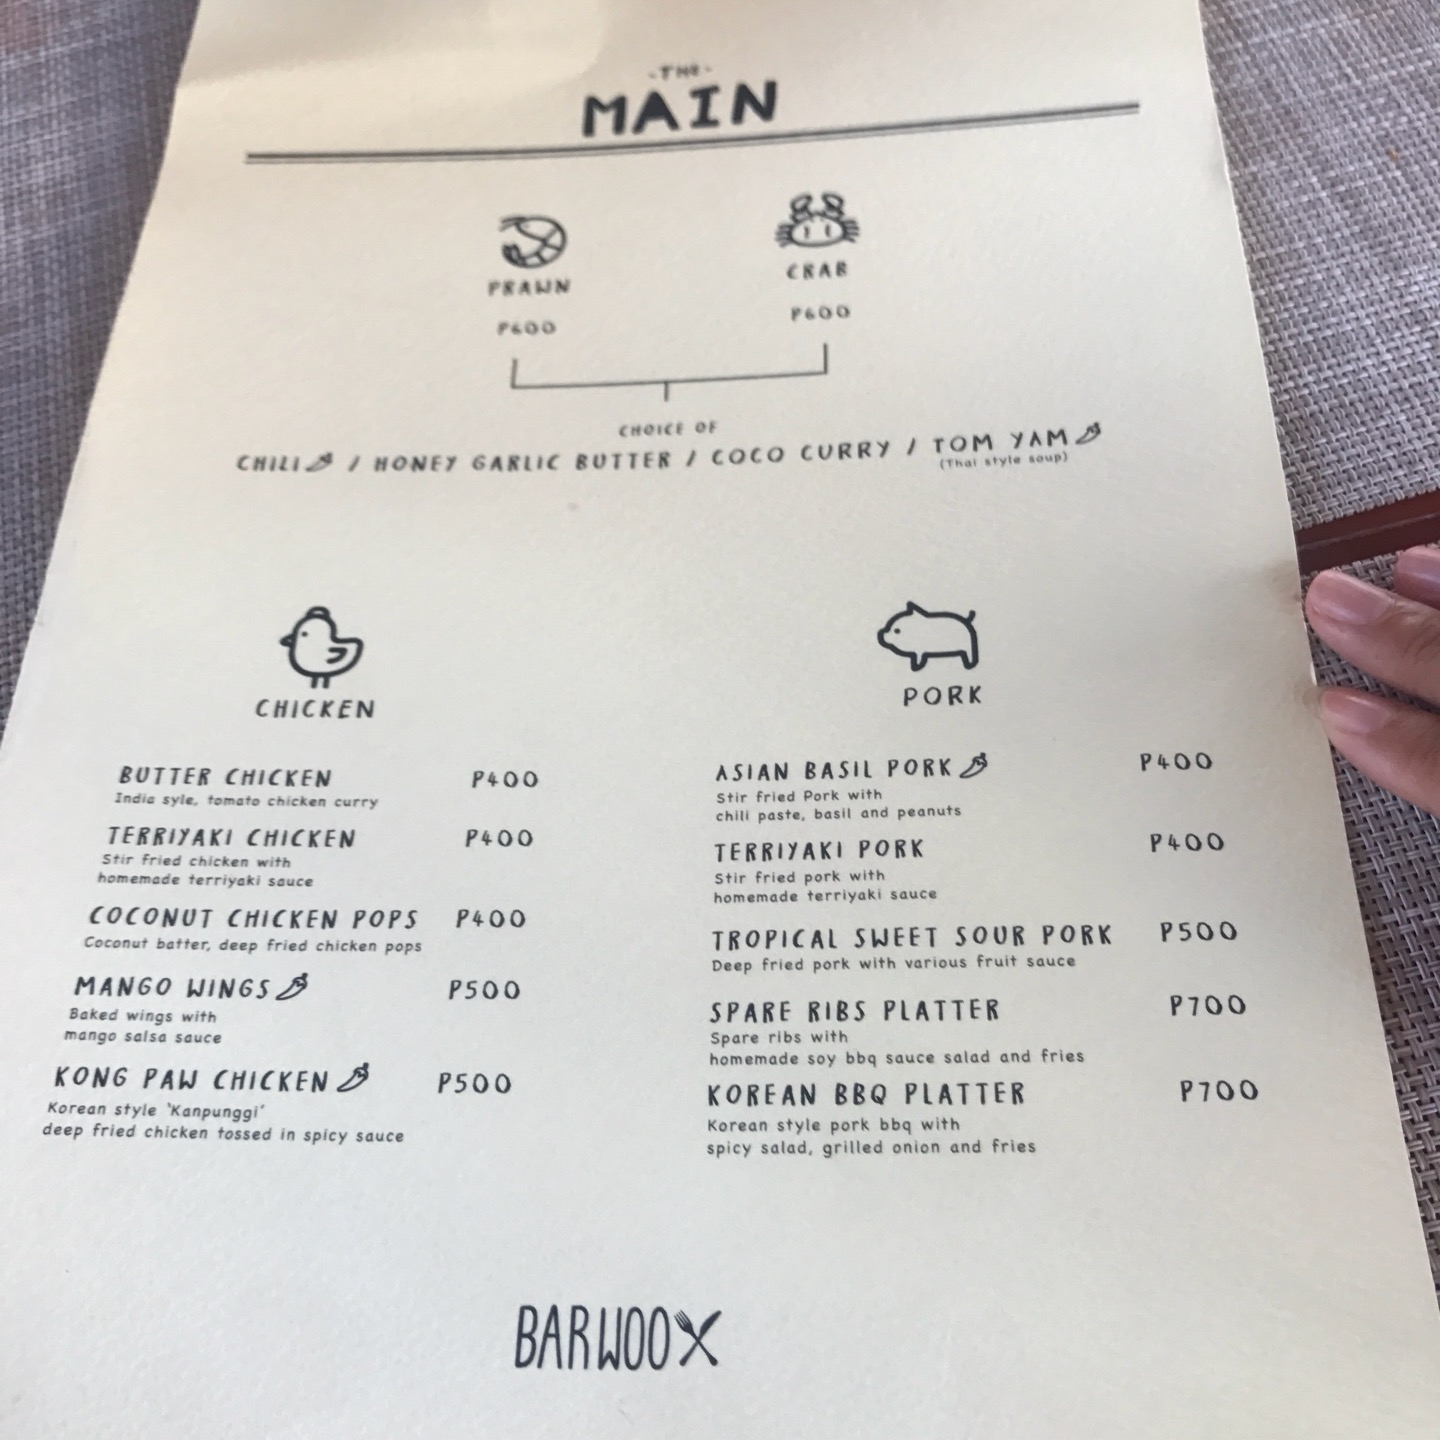 -THE-
MAIN
PRAWN
P600
CRAB
P600
CHOICE OF
CHILI / HONEY GARLIC BUTTER / COCO CURRY / TOM YAM
(Thai style soup)
CHICKEN
BUTTER CHICKEN P400
India syle, tomato chicken curry
TERRIYAKI CHICKEN P400
Stir fried chicken with
homemade terriyaki sauce
COCONUT CHICKEN POPS P400
Coconut batter, deep fried chicken pops
MANGO WINGS P500
Baked wings with
mango salsa sauce
KONG PAW CHICKEN P500
Korean style 'Kanpunggi'
deep fried chicken tossed in spicy sauce
PORK
ASIAN BASIL PORK P400
Stir fried Pork with
chili paste, basil and peanuts
TERRIYAKI PORK P400
Stir fried pork with
homemade terriyaki sauce
TROPICAL SWEET SOUR PORK P500
Deep fried pork with various fruit sauce
SPARE RIBS PLATTER P700
Spare ribs with
homemade soy bbq sauce salad and fries
KOREAN BBQ PLATTER P700
Korean style pork bbq with
spicy salad, grilled onion and fries
BARWOO